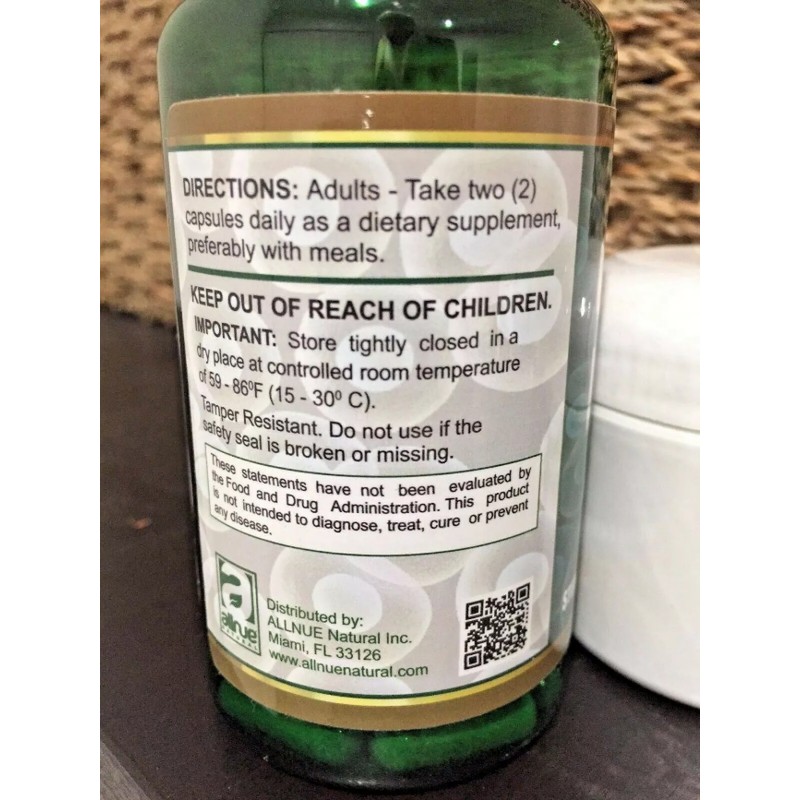 DIRECTIONS: Adults - Take two (2)
capsules daily as a dietary supplement,
preferably with meals.
KEEP OUT OF REACH OF CHILDREN.
IMPORTANT: Store tightly closed in a
dry place at controlled room temperature
of 59 - 86⁰F (15 - 30⁰ C).
Tamper Resistant. Do not use if the
safety seal is broken or missing.
These statements have not been evaluated by
the Food and Drug Administration. This product
is not intended to diagnose, treat, cure or prevent
any disease.
allnue
NATURAL
Distributed by:
ALLNUE Natural Inc.
Miami, FL 33126
www.allnuenatural.com